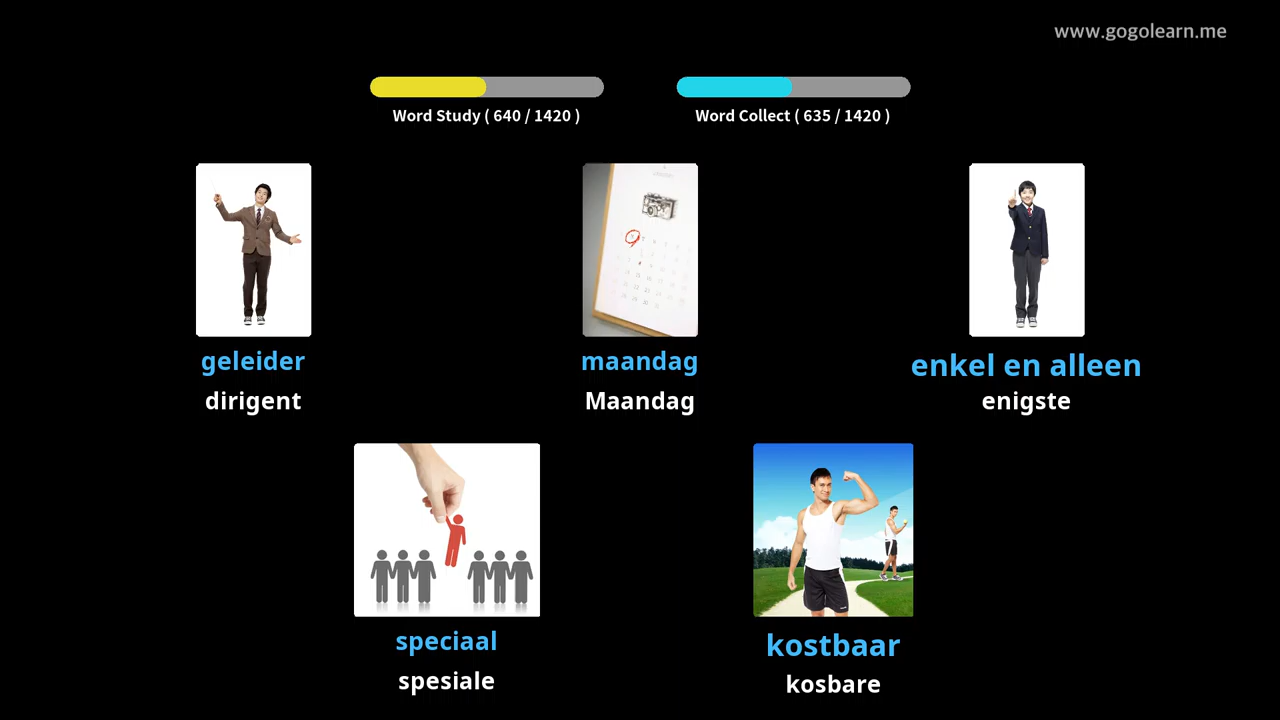 www.gogolearn.me
Word Study ( 640 / 1420 )
Word Collect ( 635 / 1420 )
geleider
dirigent
maandag
Maandag
enkel en alleen
enigste
speciaal
spesiale
kostbaar
kosbare